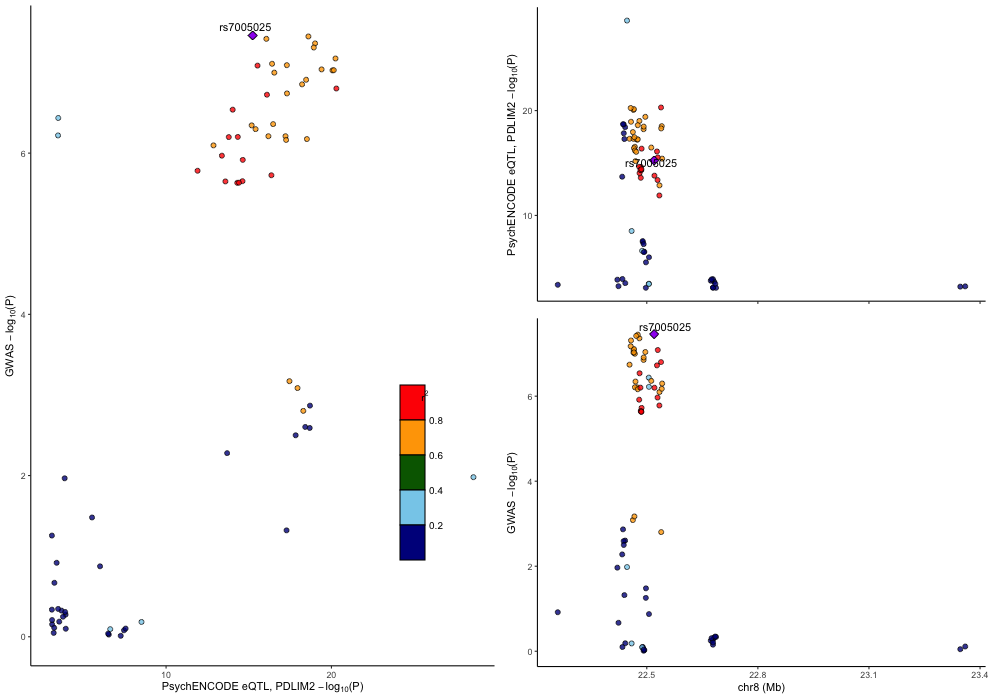 rs7005025
6
4
2
0
GWAS −log10(P)
10
20
PsychENCODE eQTL, PDLIM2 −log10(P)
r2
0.8
0.6
0.4
0.2
20
10
PsychENCODE eQTL, PDLIM2 −log10(P)
rs7005025
rs7005025
6
4
2
0
GWAS −log10(P)
22.5
22.8
23.1
23.4
chr8 (Mb)